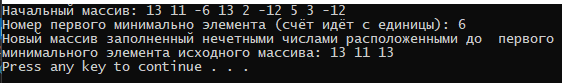 Начальный массив: 13 11 -6 13 2 -12 5 3 -12
Номер первого минимально элемента (счёт идёт с единицы): 6
Новый массив заполненный нечетными числами расположенными до  первого
минимального элемента исходного массива: 13 11 13
Press any key to continue . . .